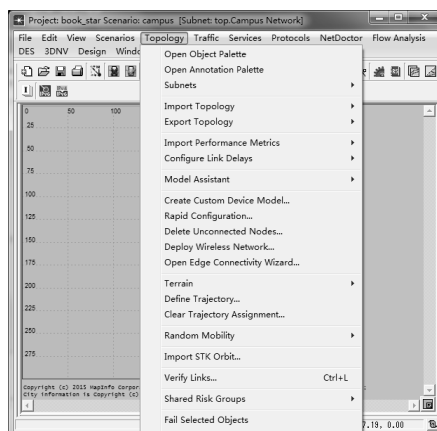 Project: book_star Scenario: campus [Subnet: top.Campus Network]
File Edit View Scenarios Topology Traffic Services Protocols NetDoctor Flow Analysis
DES 3DNV Design
Open Object Palette
Open Annotation Palette
Subnets
Import Topology
Export Topology
Import Performance Metrics
Configure Link Delays
Model Assistant
Create Custom Device Model...
Rapid Configuration...
Delete Unconnected Nodes...
Deploy Wireless Network...
Open Edge Connectivity Wizard...
Terrain
Define Trajectory...
Clear Trajectory Assignment...
Random Mobility
Import STK Orbit...
Verify Links... Ctrl+L
Shared Risk Groups
Fail Selected Objects
0 50 100
25
50
75
100
125
150
175
200
225
250
275
Copyright (c) 2015 MapInfo
City information is Copyright (c)
7.19, 0.00